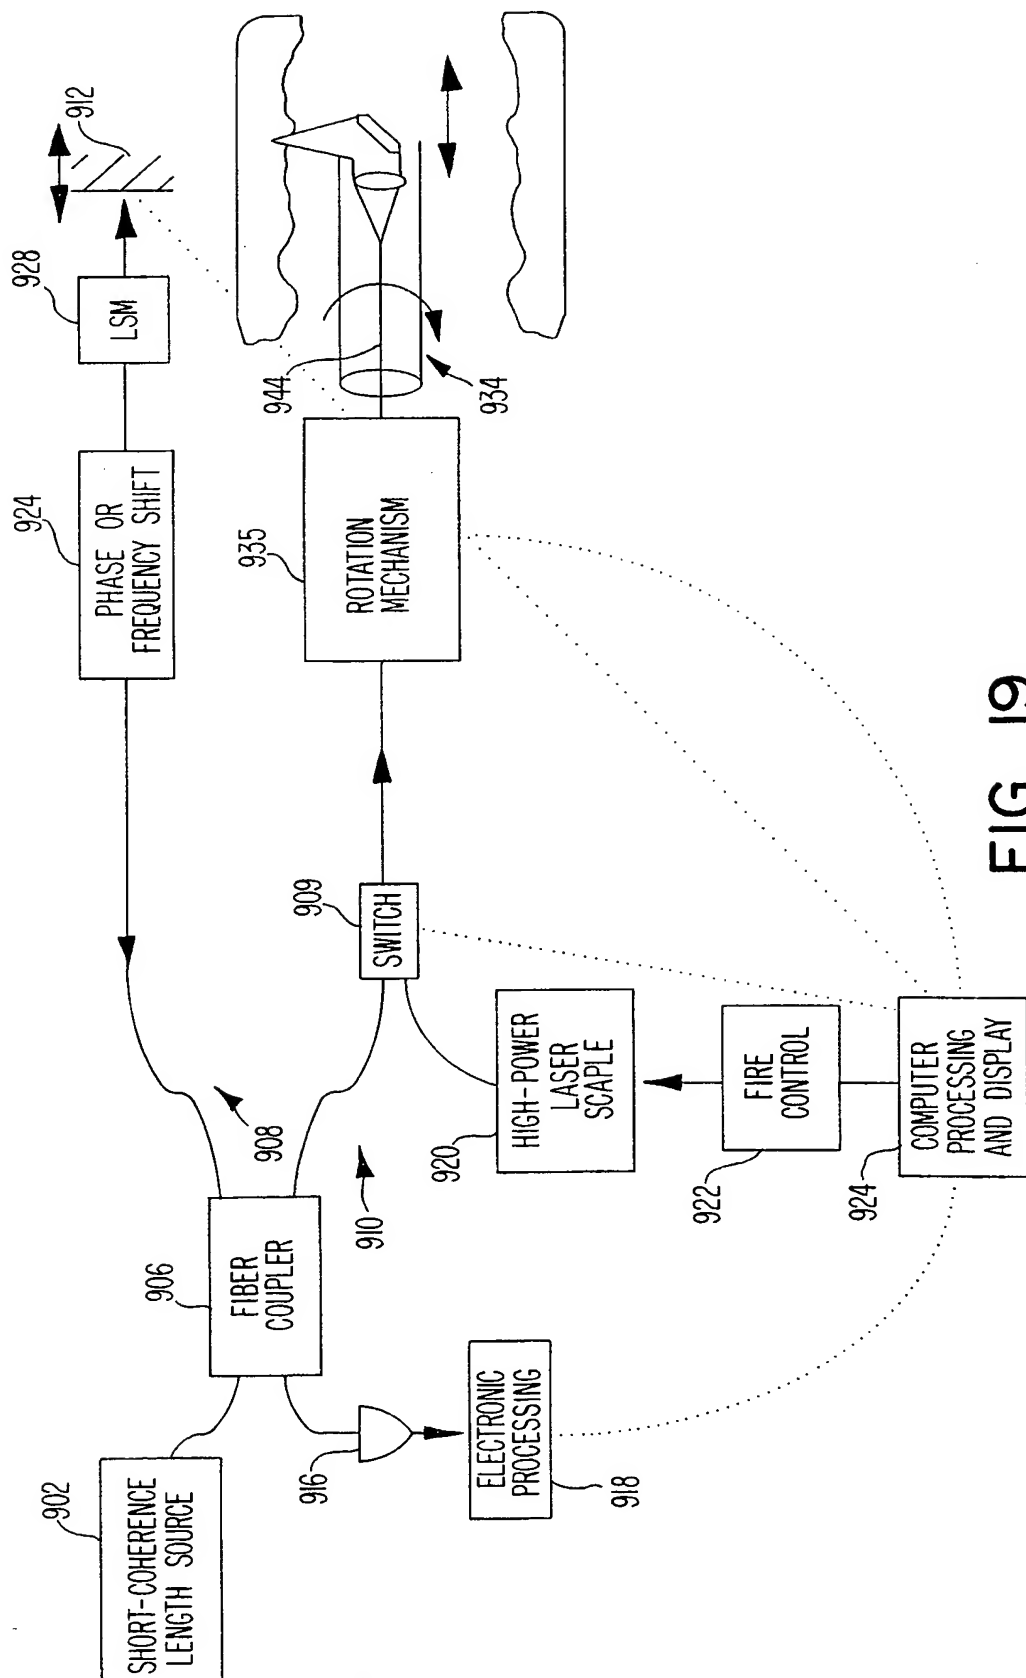 902
SHORT-COHERENCE
LENGTH SOURCE
906
FIBER
COUPLER
908
910
916
ELECTRONIC
PROCESSING
918
924
PHASE OR
FREQUENCY SHIFT
928
LSM
912
909
SWITCH
935
ROTATION
MECHANISM
944
934
920
HIGH-POWER
LASER
SCAPLE
922
FIRE
CONTROL
924
COMPUTER
PROCESSING
AND DISPLAY
FIG. 19